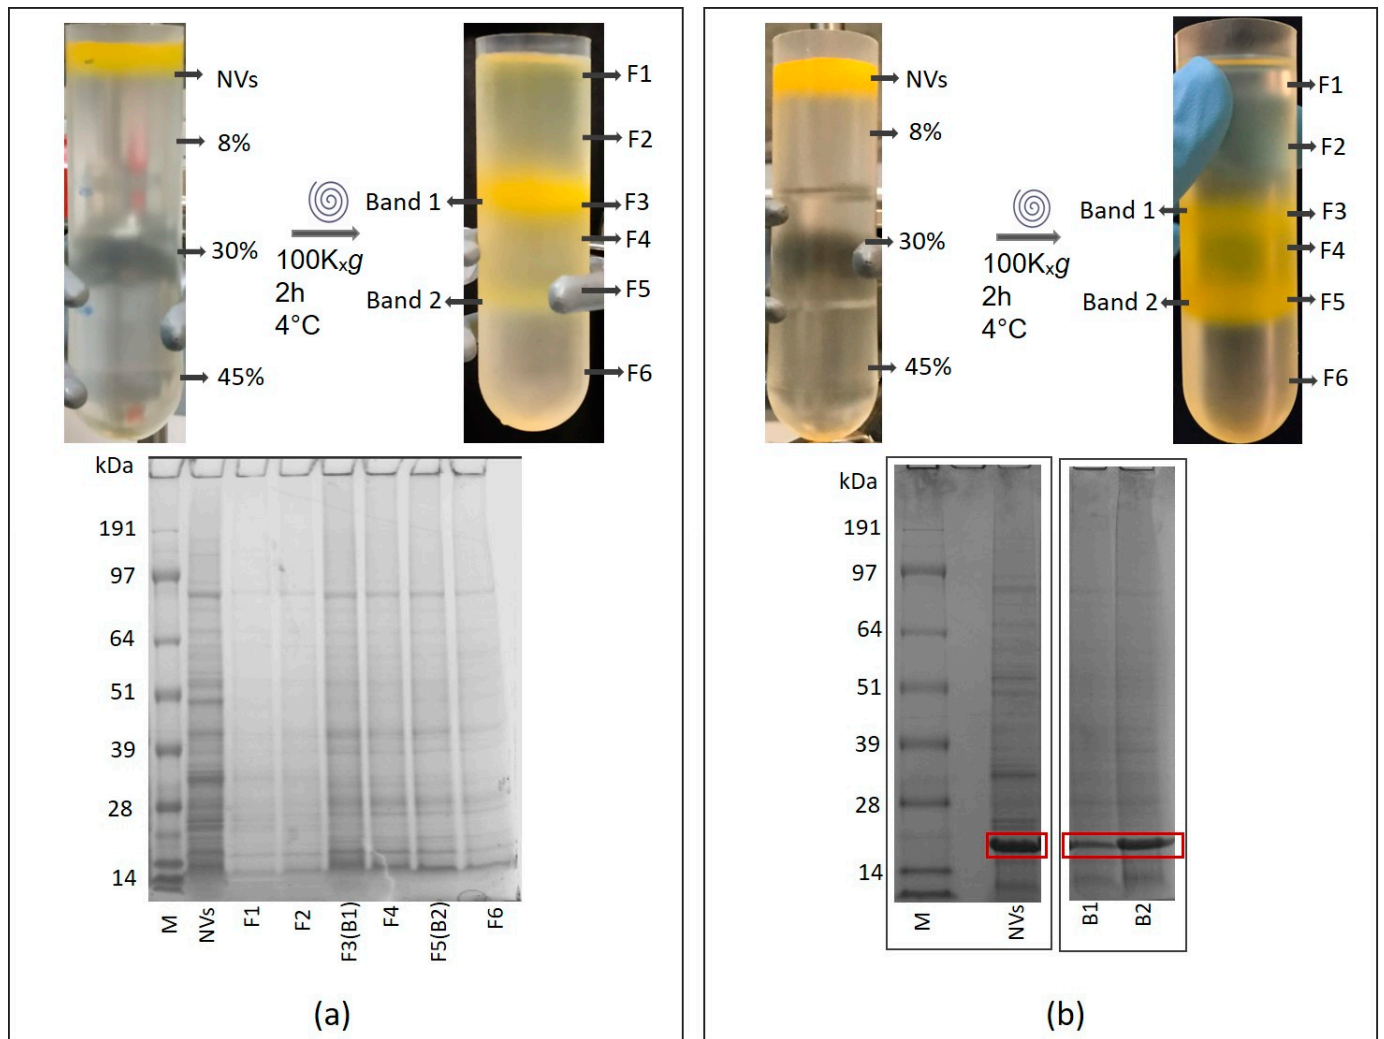 NVs
8%
30%
45%
100Kₓg
2h
4°C
Band 1
Band 2
F1
F2
F3
F4
F5
F6
kDa
191
97
64
51
39
28
14
M
NVs
F1
F2
F3(B1)
F4
F5(B2)
F6
(a)
NVs
8%
30%
45%
100Kₓg
2h
4°C
Band 1
Band 2
F1
F2
F3
F4
F5
F6
kDa
191
97
64
51
39
28
14
M
NVs
B1
B2
(b)